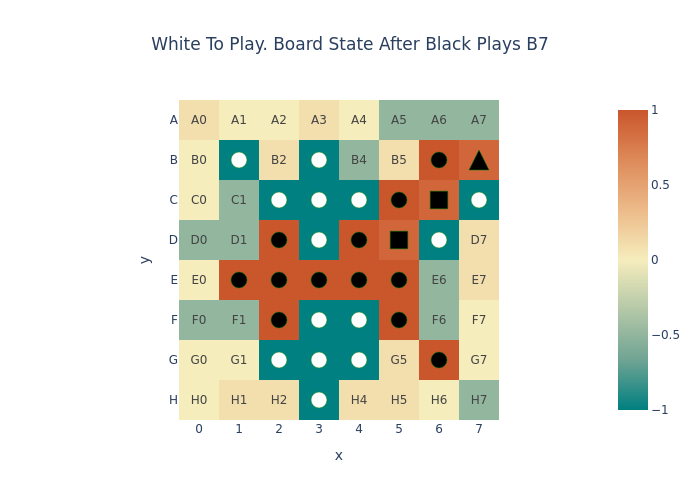 White To Play. Board State After Black Plays B7
A A0 A1 A2 A3 A4 A5 A6 A7
B B0 B2 B4 B5
C C0 C1
D D0 D1 D7
E E0 E6 E7
F F0 F1 F6 F7
G G0 G1 G5 G7
H H0 H1 H2 H4 H5 H6 H7
0 1 2 3 4 5 6 7
x
y
1
0.5
0
−0.5
−1